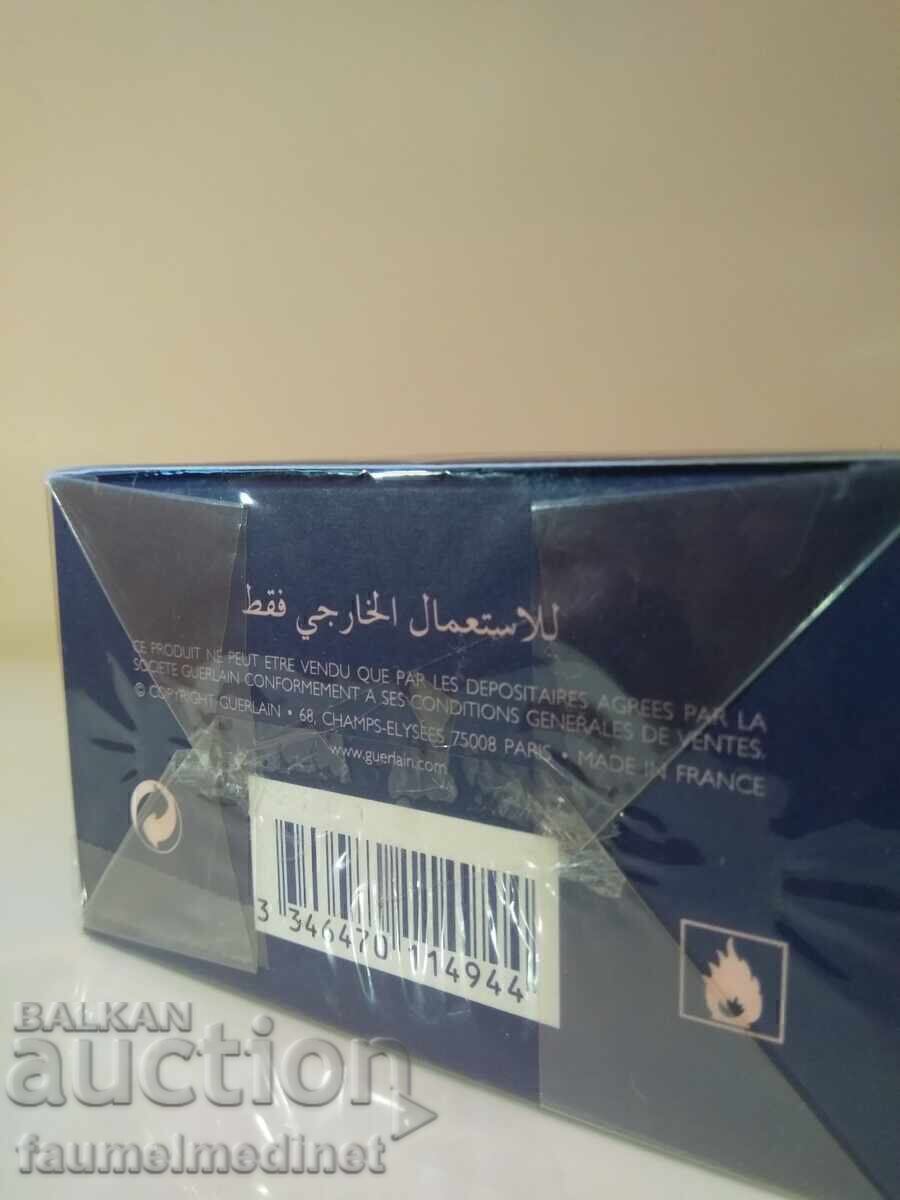 للاستعمال الخارجي فقط
CE PRODUIT NE PEUT ETRE VENDU QUE PAR LES DEPOSITAIRES AGREES PAR LA
SOCIETE GUERLAIN CONFORMEMENT A SES CONDITIONS GENERALES DE VENTES.
© COPYRIGHT GUERLAIN • 68, CHAMPS-ELYSEES 75008 PARIS • MADE IN FRANCE
www.guerlain.com
3 346470 114944
BALKAN
auction
faumelmedinet